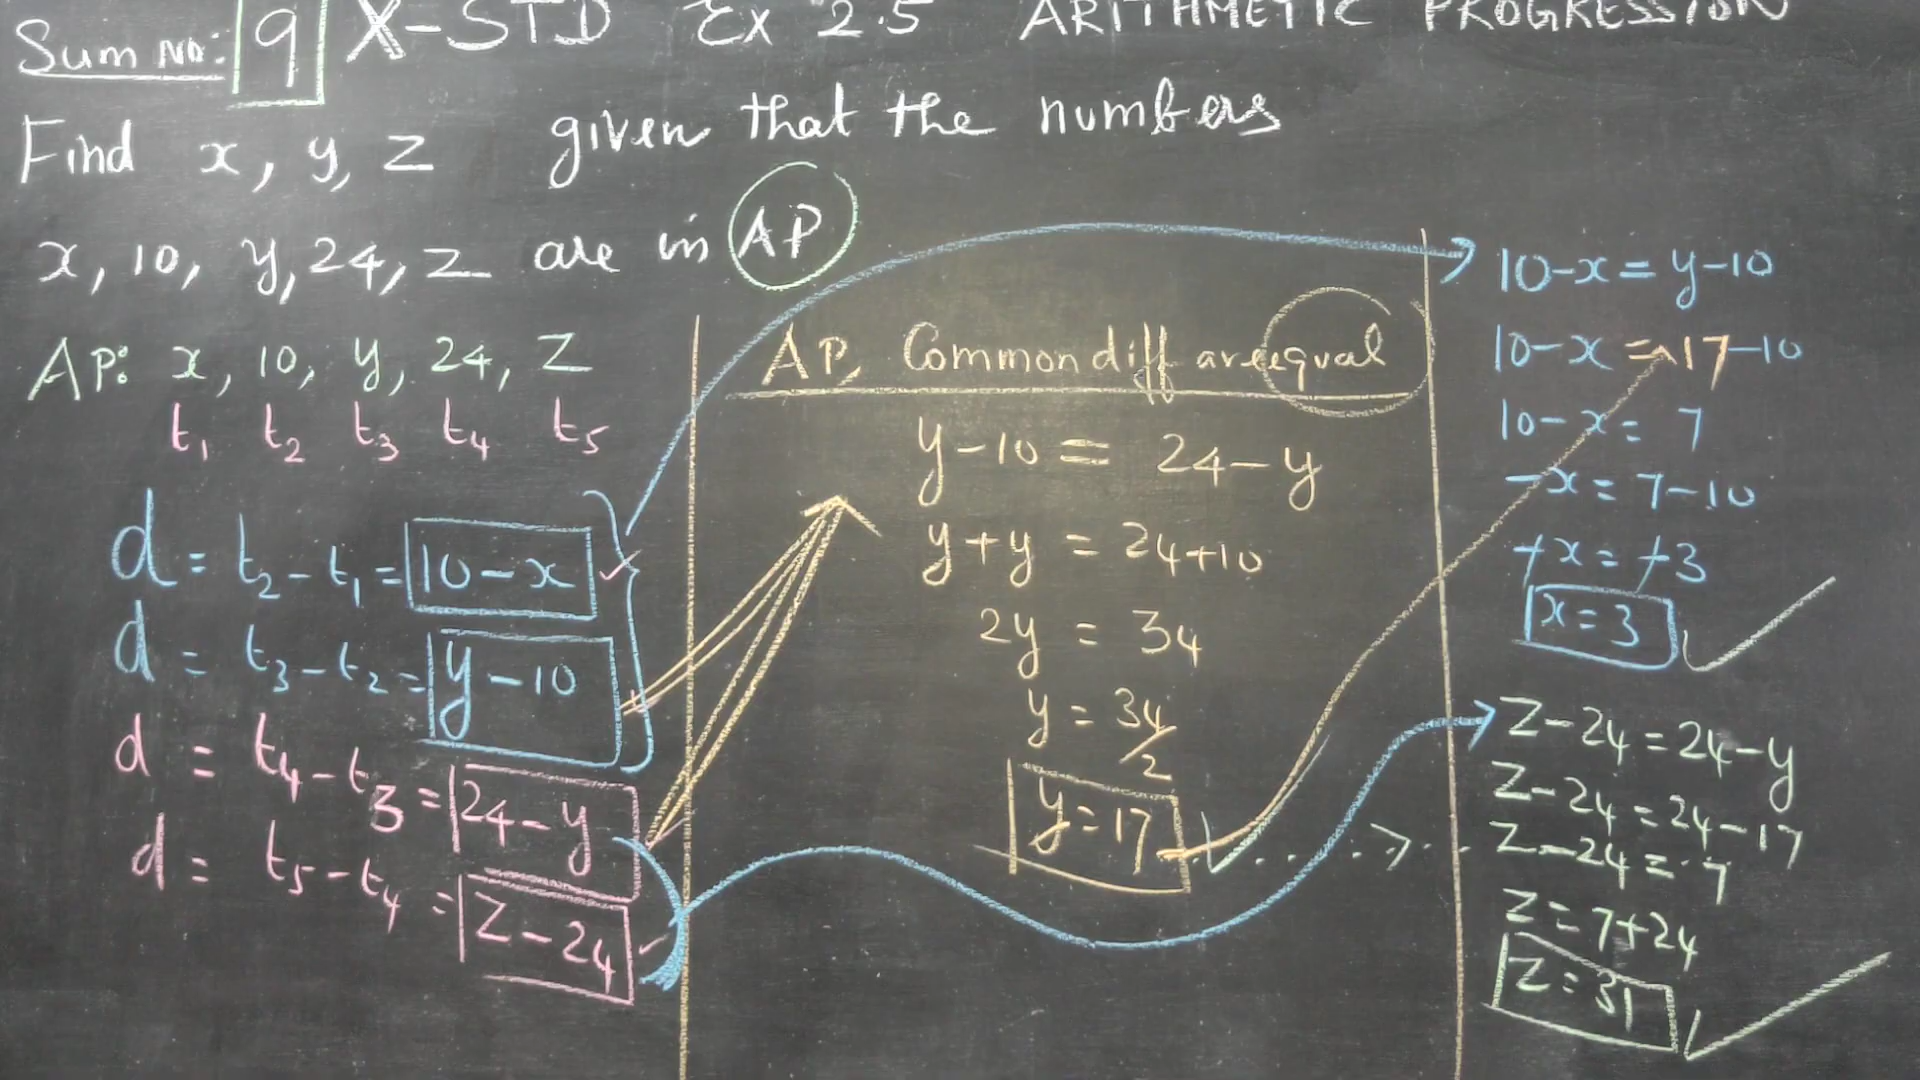 Sum No: 9 X-STD Ex 2.5 ARITHMETIC PROGRESSION
Find x, y, z given that the numbers
x, 10, y, 24, z are in AP
AP: x, 10, y, 24, z
t1 t2 t3 t4 t5
d = t2 - t1 = 10 - x
d = t3 - t2 = y - 10
d = t4 - t3 = 24 - y
d = t5 - t4 = z - 24
AP, Common diff are equal
y - 10 = 24 - y
y + y = 24 + 10
2y = 34
y = 34/2
y = 17
10 - x = y - 10
10 - x = 17 - 10
10 - x = 7
- x = 7 - 10
+x = +3
x = 3
z - 24 = 24 - y
z - 24 = 24 - 17
z - 24 = 7
z = 7 + 24
z = 31